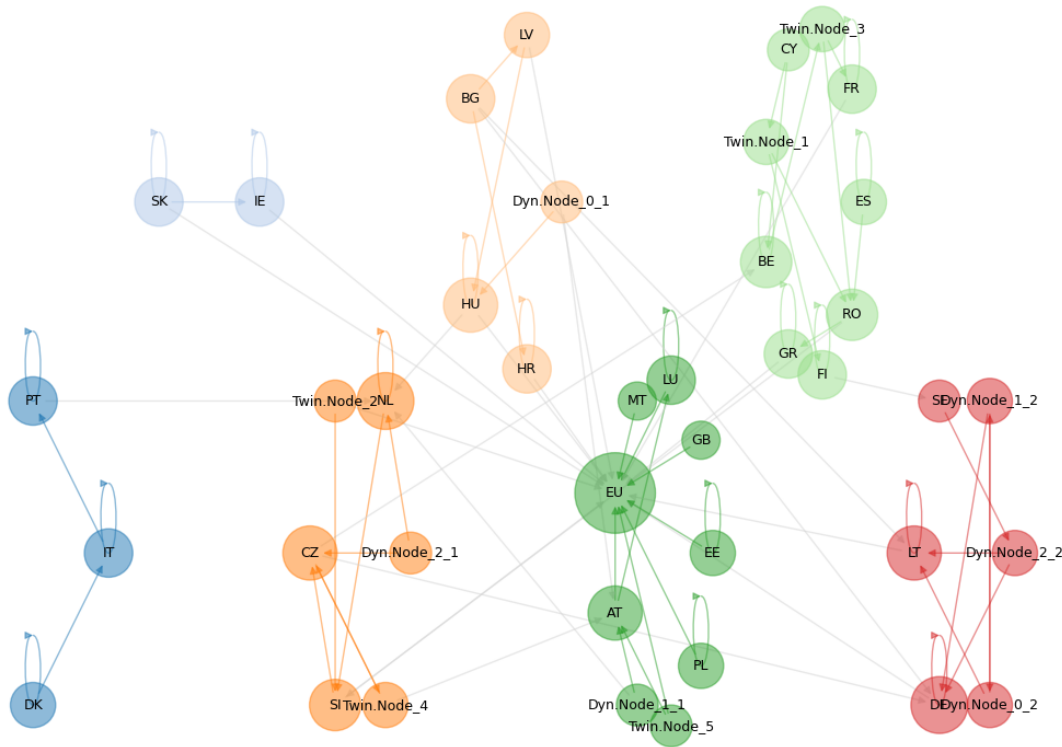 Twin.Node_3
LV
CY
FR
BG
Twin.Node_1
SK
IE
Dyn.Node_0_1
ES
BE
HU
RO
GR
HR
FI
LU
PT
Twin.Node_2
NL
MT
SE
Dyn.Node_1_2
GB
EU
IT
CZ
Dyn.Node_2_1
EE
LT
Dyn.Node_2_2
AT
PL
DK
SI
Twin.Node_4
Dyn.Node_1_1
DE
Dyn.Node_0_2
Twin.Node_5